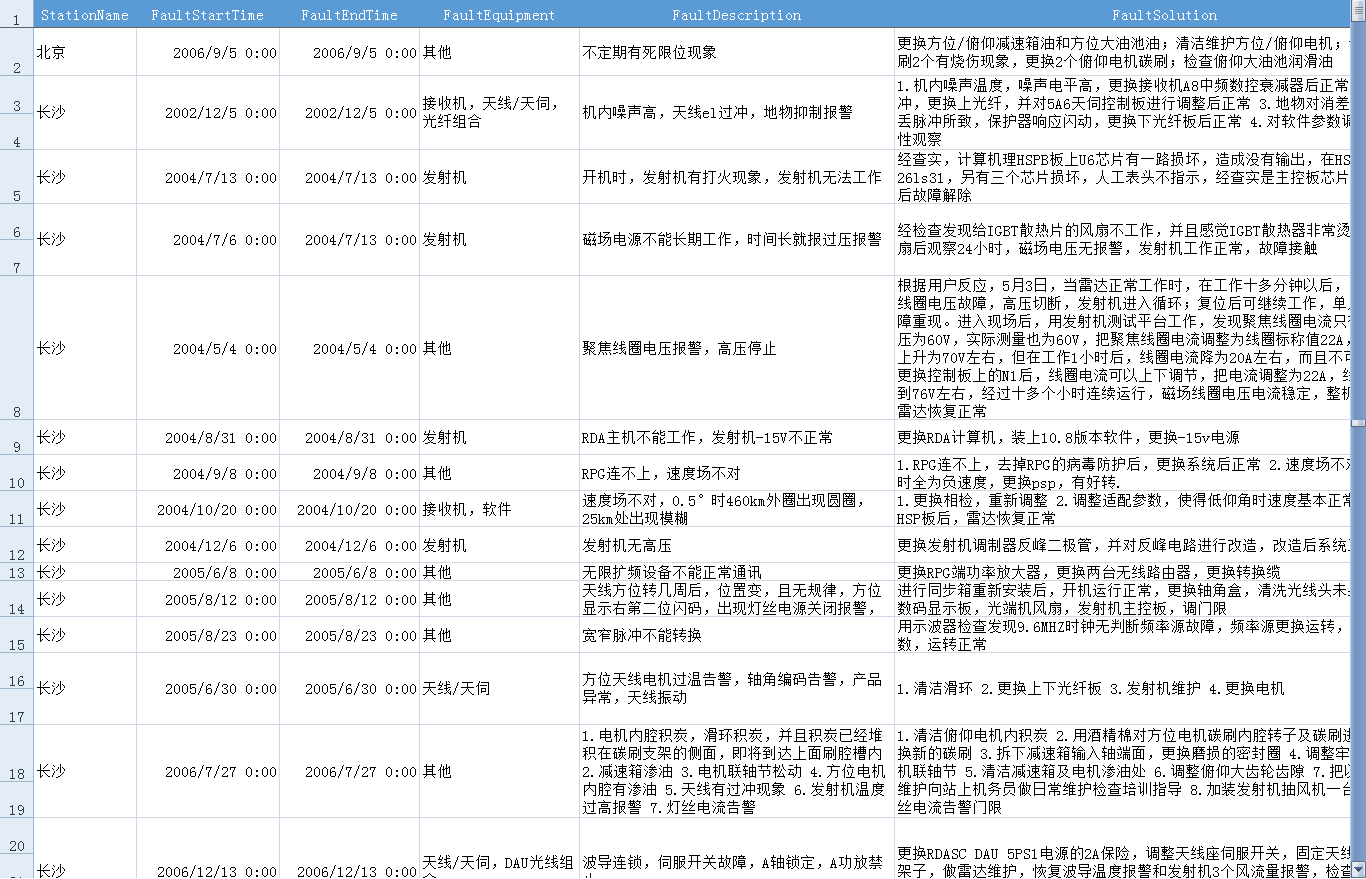 1 StationName FaultStartTime FaultEndTime FaultEquipment FaultDescription FaultSolution
2 北京 2006/9/5 0:00 2006/9/5 0:00 其他 不定期有死限位现象
更换方位/俯仰减速箱油和方位大油池油；清洁维护方位/俯仰电机；
刷2个有烧伤现象，更换2个俯仰电机碳刷；检查俯仰大油池润滑油
3
4
长沙 2002/12/5 0:00 2002/12/5 0:00
接收机，天线/天伺，
光纤组合
机内噪声高，天线el过冲，地物抑制报警
1.机内噪声温度，噪声电平高，更换接收机A8中频数控衰减器后正常
冲，更换上光纤，并对5A6天伺控制板进行调整后正常 3.地物对消差
丢脉冲所致，保护器响应闪动，更换下光纤板后正常 4.对软件参数调
性观察
5 长沙 2004/7/13 0:00 2004/7/13 0:00 发射机 开机时，发射机有打火现象，发射机无法工作
经查实，计算机理HSPB板上U6芯片有一路损坏，造成没有输出，在HS
26ls31，另有三个芯片损坏，人工表头不指示，经查实是主控板芯片
后故障解除
6
7
长沙 2004/7/6 0:00 2004/7/13 0:00 发射机 磁场电源不能长期工作，时间长就报过压报警
经检查发现给IGBT散热片的风扇不工作，并且感觉IGBT散热器非常烫
扇后观察24小时，磁场电压无报警，发射机工作正常，故障接触
8 长沙 2004/5/4 0:00 2004/5/4 0:00 其他 聚焦线圈电压报警，高压停止
根据用户反应，5月3日，当雷达正常工作时，在工作十多分钟以后，
线圈电压故障，高压切断，发射机进入循环；复位后可继续工作，单
障重现。进入现场后，用发射机测试平台工作，发现聚焦线圈电流只
压为60V，实际测量也为60V，把聚焦线圈电流调整为线圈标称值22A，
上升为70V左右，但在工作1小时后，线圈电流降为20A左右，而且不
更换控制板上的N1后，线圈电流可以上下调节，把电流调整为22A，
到76V左右，经过十多个小时连续运行，磁场线圈电压电流稳定，整
雷达恢复正常
9 长沙 2004/8/31 0:00 2004/8/31 0:00 发射机 RDA主机不能工作，发射机-15V不正常 更换RDA计算机，装上10.8版本软件，更换-15v电源
10 长沙 2004/9/8 0:00 2004/9/8 0:00 其他 RPG连不上，速度场不对
1.RPG连不上，去掉RPG的病毒防护后，更换系统后正常 2.速度场不
时全为负速度，更换psp，有好转.
11 长沙 2004/10/20 0:00 2004/10/20 0:00 接收机，软件
速度场不对，0.5°时460km外圈出现圆圈，
25km处出现模糊
1.更换相检，重新调整 2.调整适配参数，使得低仰角时速度基本正常
HSP板后，雷达恢复正常
12 长沙 2004/12/6 0:00 2004/12/6 0:00 发射机 发射机无高压 更换发射机调制器反峰二极管，并对反峰电路进行改造，改造后系统
13 长沙 2005/6/8 0:00 2005/6/8 0:00 其他 无限扩频设备不能正常通讯 更换RPG端功率放大器，更换两台无线路由器，更换转换缆
14 长沙 2005/8/12 0:00 2005/8/12 0:00 其他
天线方位转几周后，位置变，且无规律，方位
显示右第二位闪码，出现灯丝电源关闭报警，
进行同步箱重新安装后，开机运行正常，更换轴角盒，清洗光线头未
数码显示板，光端机风扇，发射机主控板，调门限
15 长沙 2005/8/23 0:00 2005/8/23 0:00 其他 宽窄脉冲不能转换
用示波器检查发现9.6MHZ时钟无判断频率源故障，频率源更换运转，
数，运转正常
16
17
长沙 2005/6/30 0:00 2005/6/30 0:00 天线/天伺
方位天线电机过温告警，轴角编码告警，产品
异常，天线振动
1.清洁滑环 2.更换上下光纤板 3.发射机维护 4.更换电机
18
19
长沙 2006/7/27 0:00 2006/7/27 0:00 其他
1.电机内腔积炭，滑环积炭，并且积炭已经堆
积在碳刷支架的侧面，即将到达上面刷腔槽内
2.减速箱渗油 3.电机联轴节松动 4.方位电机
内腔有渗油 5.天线有过冲现象 6.发射机温度
过高报警 7.灯丝电流告警
1.清洁俯仰电机内积炭 2.用酒精棉对方位电机碳刷内腔转子及碳刷
换新的碳刷 3.拆下减速箱输入轴端面，更换磨损的密封圈 4.调整牢
机联轴节 5.清洁减速箱及电机渗油处 6.调整俯仰大齿轮齿隙 7.把
维护向站上机务员做日常维护检查培训指导 8.加装发射机抽风机一台
丝电流告警门限
20
长沙 2006/12/13 0:00 2006/12/13 0:00
天线/天伺，DAU光线组
波导连锁，伺服开关故障，A轴锁定，A功放禁
更换RDASC DAU 5PS1电源的2A保险，调整天线座伺服开关，固定天线
架子，做雷达维护，恢复波导温度报警和发射机3个风流量报警，检查